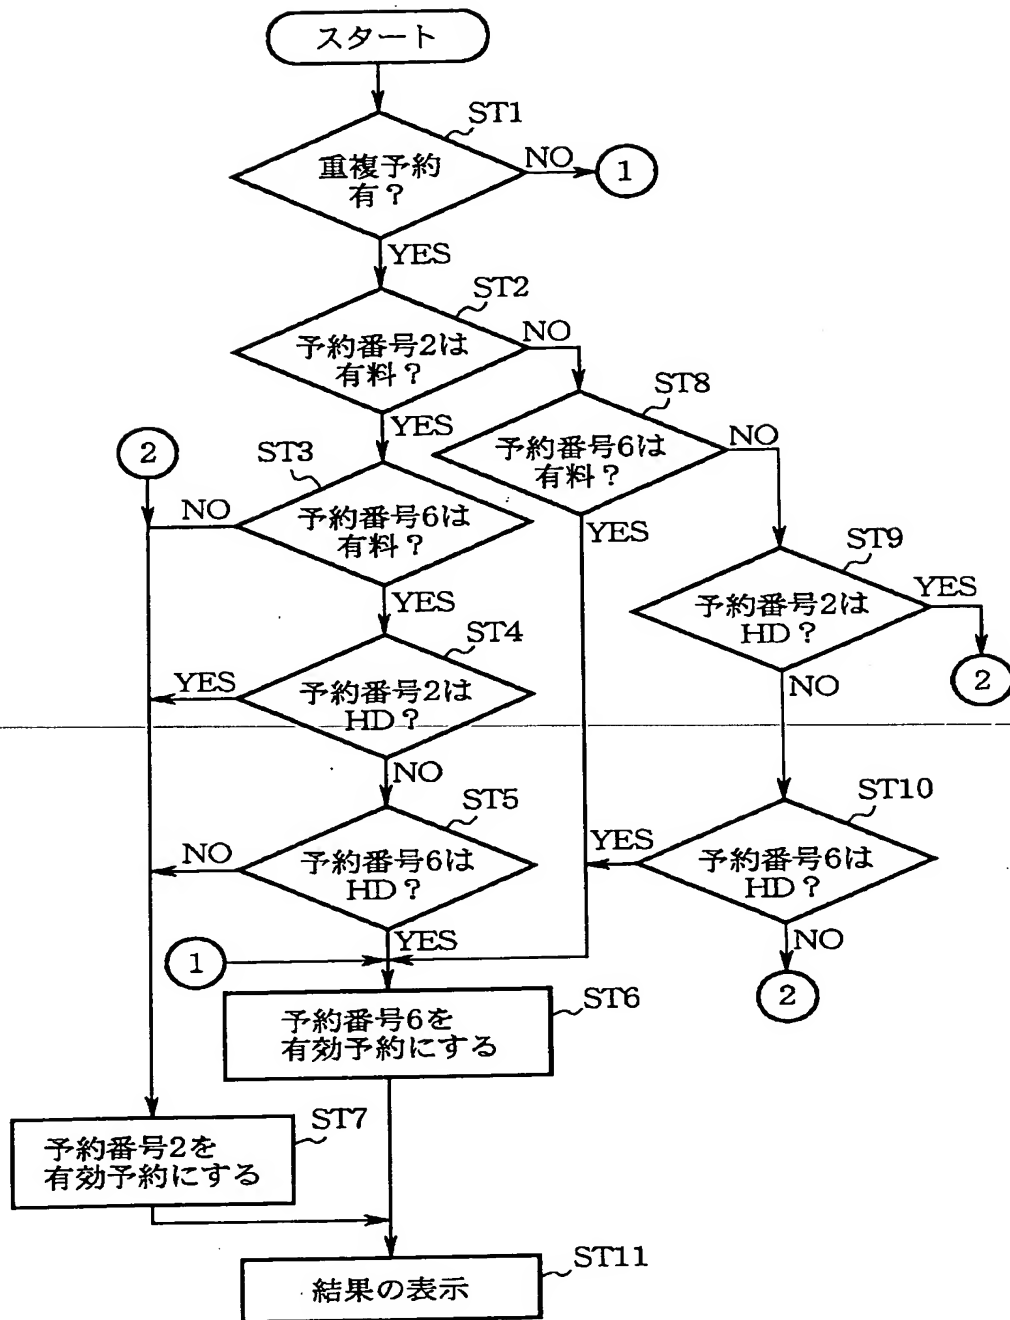 スタート
ST1
重複予約
有？
NO
1
YES
ST2
予約番号2は
有料？
NO
YES
ST8
予約番号6は
有料？
NO
YES
2
ST3
予約番号6は
有料？
NO
YES
ST9
予約番号2は
HD？
YES
2
NO
ST4
予約番号2は
HD？
YES
NO
ST5
予約番号6は
HD？
NO
YES
ST10
予約番号6は
HD？
YES
NO
2
1
ST6
予約番号6を
有効予約にする
ST7
予約番号2を
有効予約にする
ST11
結果の表示